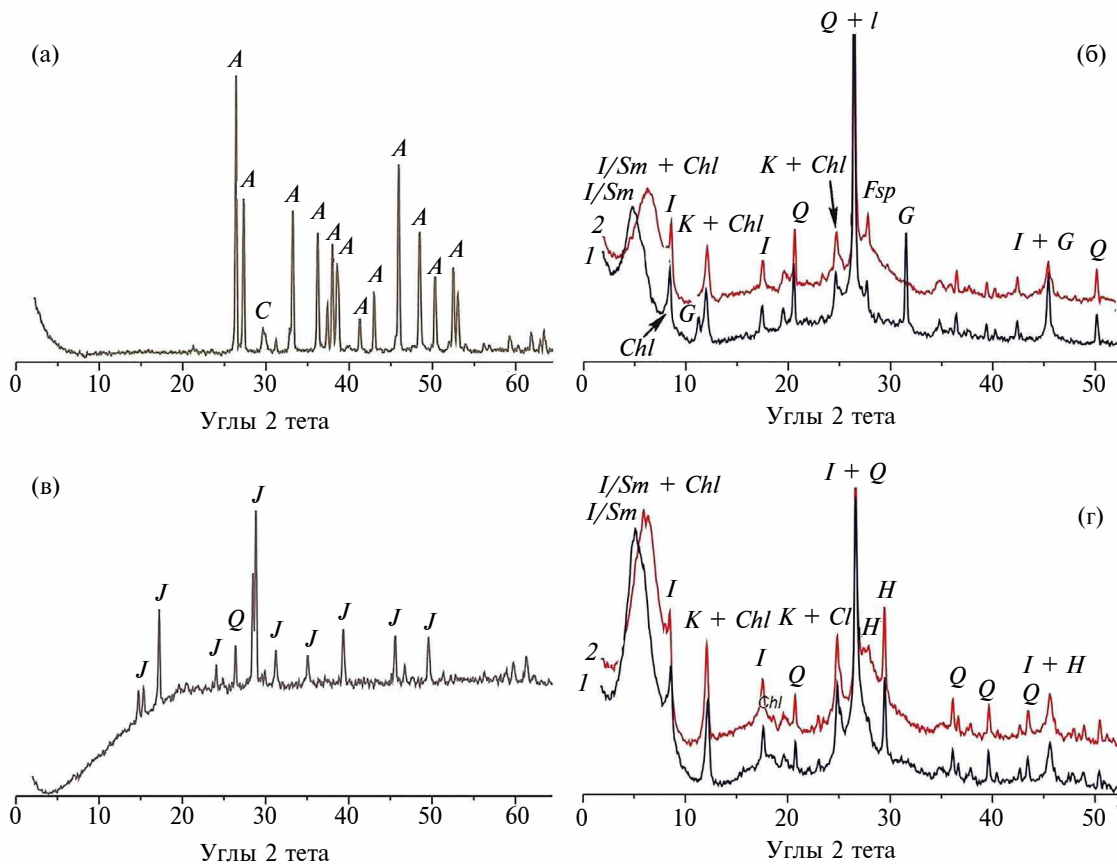 (а)
A
A
C
A
A
A
A
A
A
A
A
A
A
0 10 20 30 40 50 60
Углы 2 тета
(б)
Q + l
I/Sm + Chl
I/Sm
2
1
I
K + Chl
I
Q
K + Chl
Fsp
G
I + G
Q
G
Chl
0 10 20 30 40 50
Углы 2 тета
(в)
J
J
J
Q
J
J
J
J
J
J
0 10 20 30 40 50 60
Углы 2 тета
(г)
I + Q
I/Sm + Chl
I/Sm
2
1
I
K + Chl
I
Chl
Q
K + Cl
H
H
Q
Q
Q
I + H
0 10 20 30 40 50
Углы 2 тета